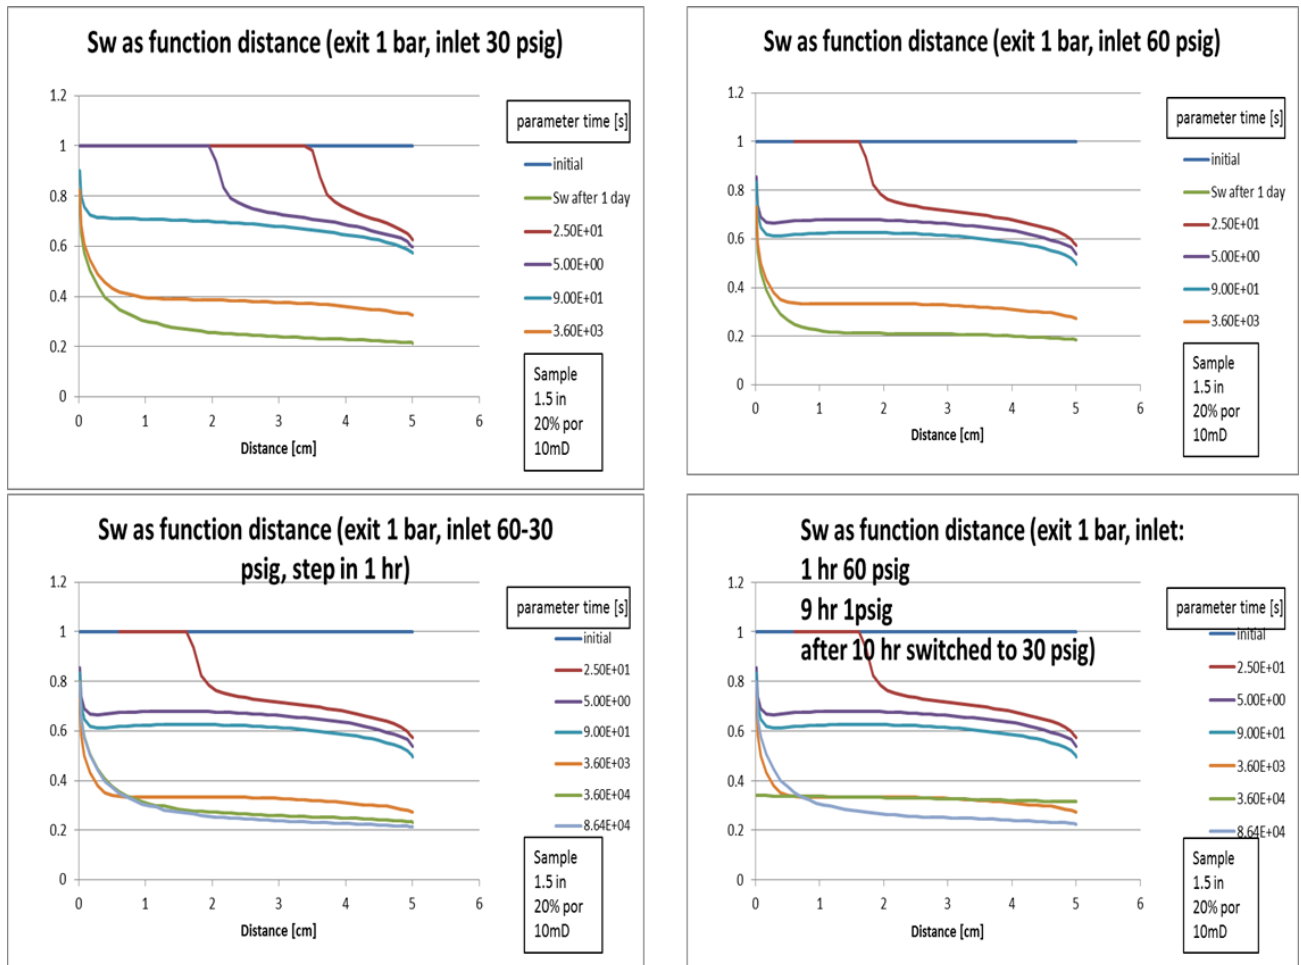 Sw as function distance (exit 1 bar, inlet 30 psig)
1.2
1
0.8
0.6
0.4
0.2
0
0
1
2
3
4
5
6
Distance [cm]
parameter time [s]
initial
Sw after 1 day
2.50E+01
5.00E+00
9.00E+01
3.60E+03
Sample
1.5 in
20% por
10mD
Sw as function distance (exit 1 bar, inlet 60 psig)
1.2
1
0.8
0.6
0.4
0.2
0
0
1
2
3
4
5
6
Distance [cm]
parameter time [s]
initial
Sw after 1 day
2.50E+01
5.00E+00
9.00E+01
3.60E+03
Sample
1.5 in
20% por
10mD
Sw as function distance (exit 1 bar, inlet 60-30
psig, step in 1 hr)
1.2
1
0.8
0.6
0.4
0.2
0
0
1
2
3
4
5
6
Distance [cm]
parameter time [s]
initial
2.50E+01
5.00E+00
9.00E+01
3.60E+03
3.60E+04
8.64E+04
Sample
1.5 in
20% por
10mD
Sw as function distance (exit 1 bar, inlet:
1 hr 60 psig
9 hr 1psig
after 10 hr switched to 30 psig)
1.2
1
0.8
0.6
0.4
0.2
0
0
1
2
3
4
5
6
Distance [cm]
parameter time [s]
initial
2.50E+01
5.00E+00
9.00E+01
3.60E+03
3.60E+04
8.64E+04
Sample
1.5 in
20% por
10mD